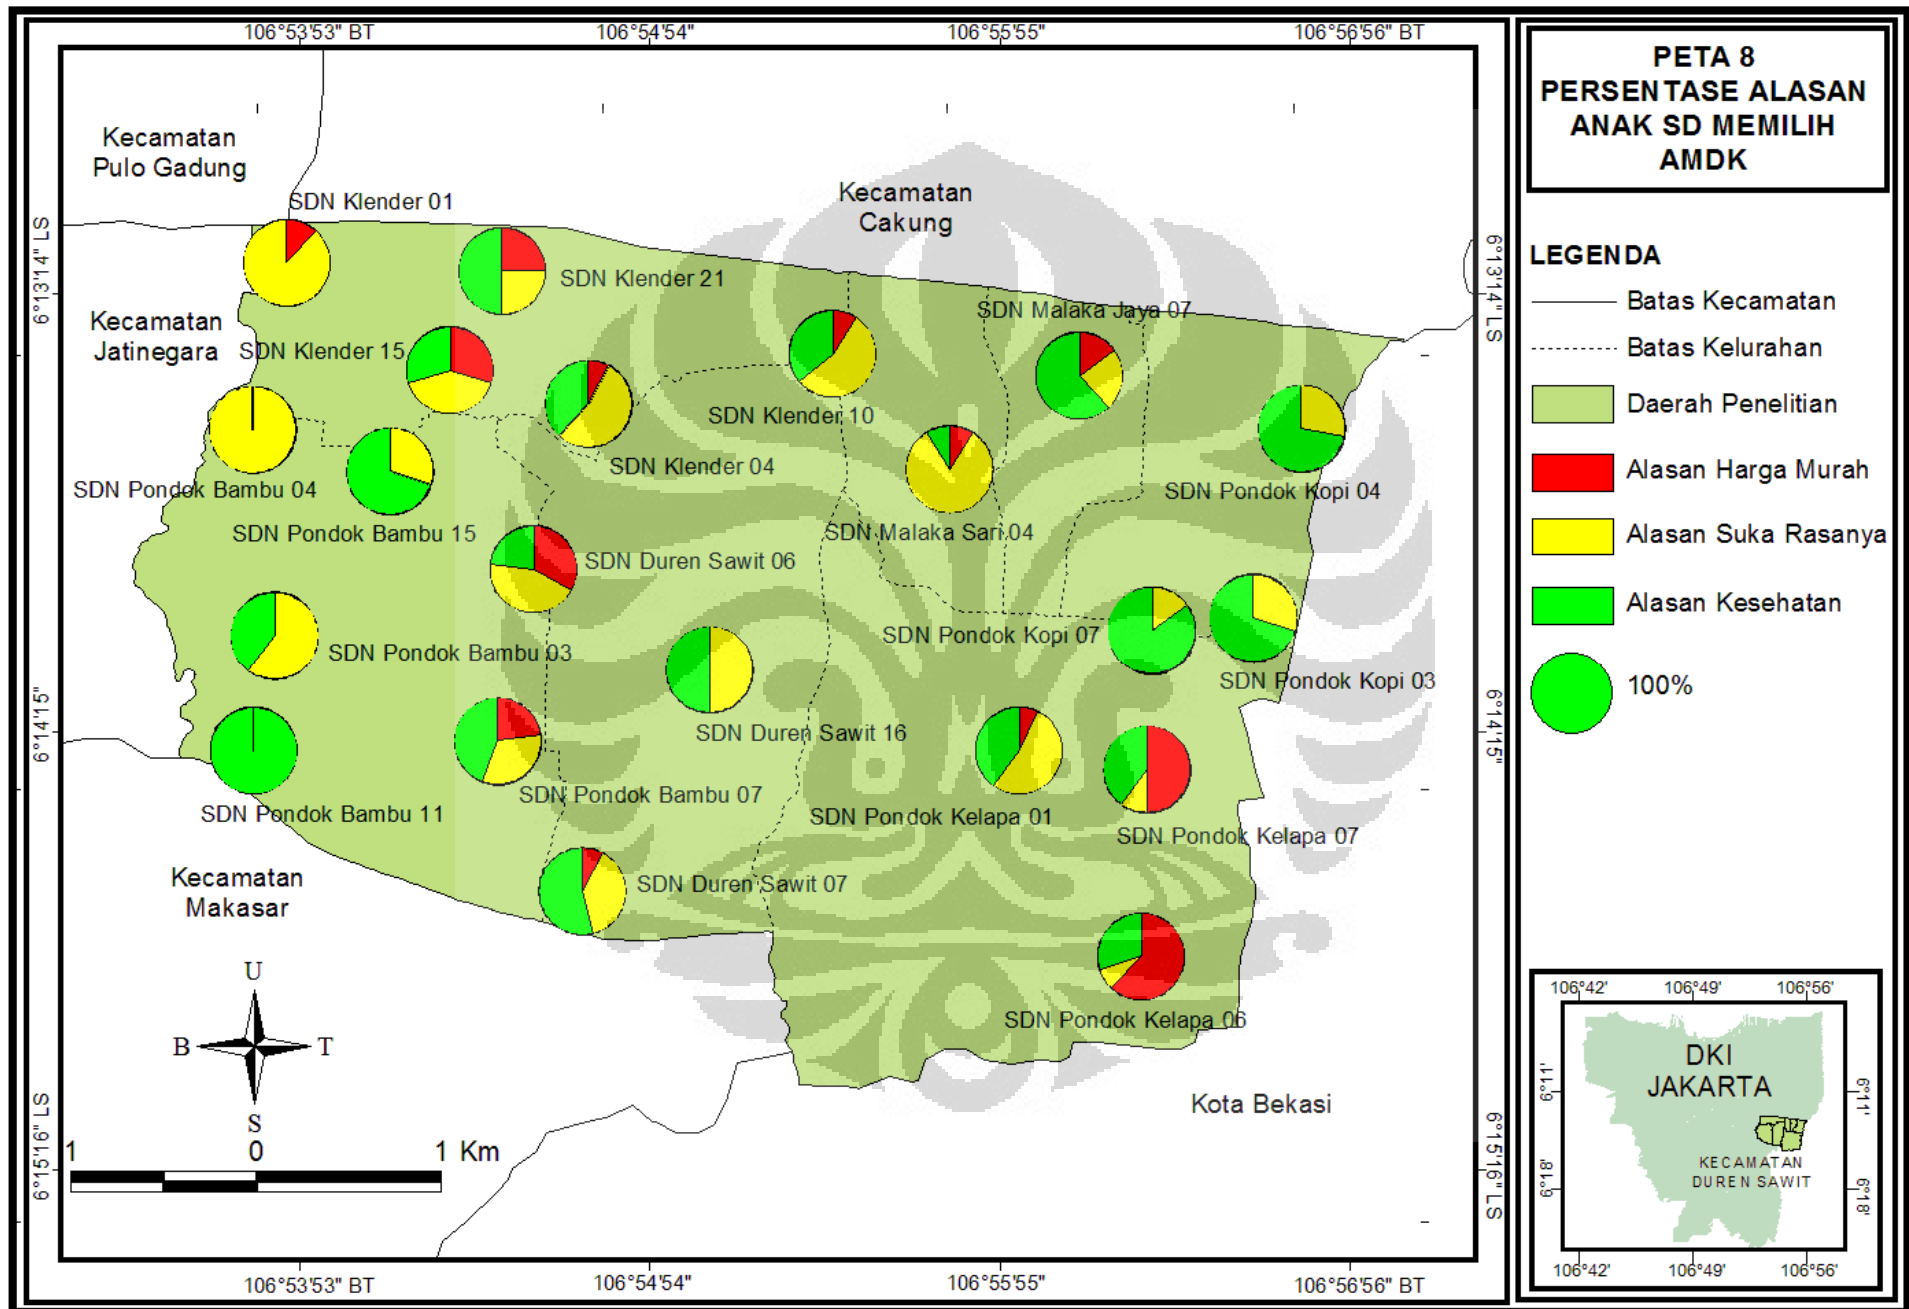 106°53'53" BT
106°54'54"
106°55'55"
106°56'56" BT
PETA 8
PERSENTASE ALASAN
ANAK SD MEMILIH
AMDK
Kecamatan
Pulo Gadung
SDN Klender 01
Kecamatan
Cakung
6°13'14" LS
6°13'14" LS
LEGENDA
SDN Klender 21
Batas Kecamatan
Kecamatan
Jatinegara
SDN Klender 15
SDN Malaka Jaya 07
Batas Kelurahan
SDN Klender 10
Daerah Penelitian
SDN Klender 04
SDN Pondok Bambu 04
SDN Pondok Kopi 04
Alasan Harga Murah
SDN Pondok Bambu 15
SDN Malaka Sari 04
Alasan Suka Rasanya
SDN Duren Sawit 06
Alasan Kesehatan
SDN Pondok Bambu 03
SDN Pondok Kopi 07
SDN Pondok Kopi 03
100%
6°14'15"
6°14'15"
SDN Duren Sawit 16
SDN Pondok Bambu 07
SDN Pondok Bambu 11
SDN Pondok Kelapa 01
SDN Pondok Kelapa 07
Kecamatan
Makasar
SDN Duren Sawit 07
SDN Pondok Kelapa 06
U
B
T
S
1
0
1 Km
Kota Bekasi
6°15'16" LS
6°15'16" LS
106°42'
106°49'
106°56'
DKI
JAKARTA
6°11'
6°11'
KECAMATAN
DUREN SAWIT
6°18'
6°18'
106°42'
106°49'
106°56'
106°53'53" BT
106°54'54"
106°55'55"
106°56'56" BT